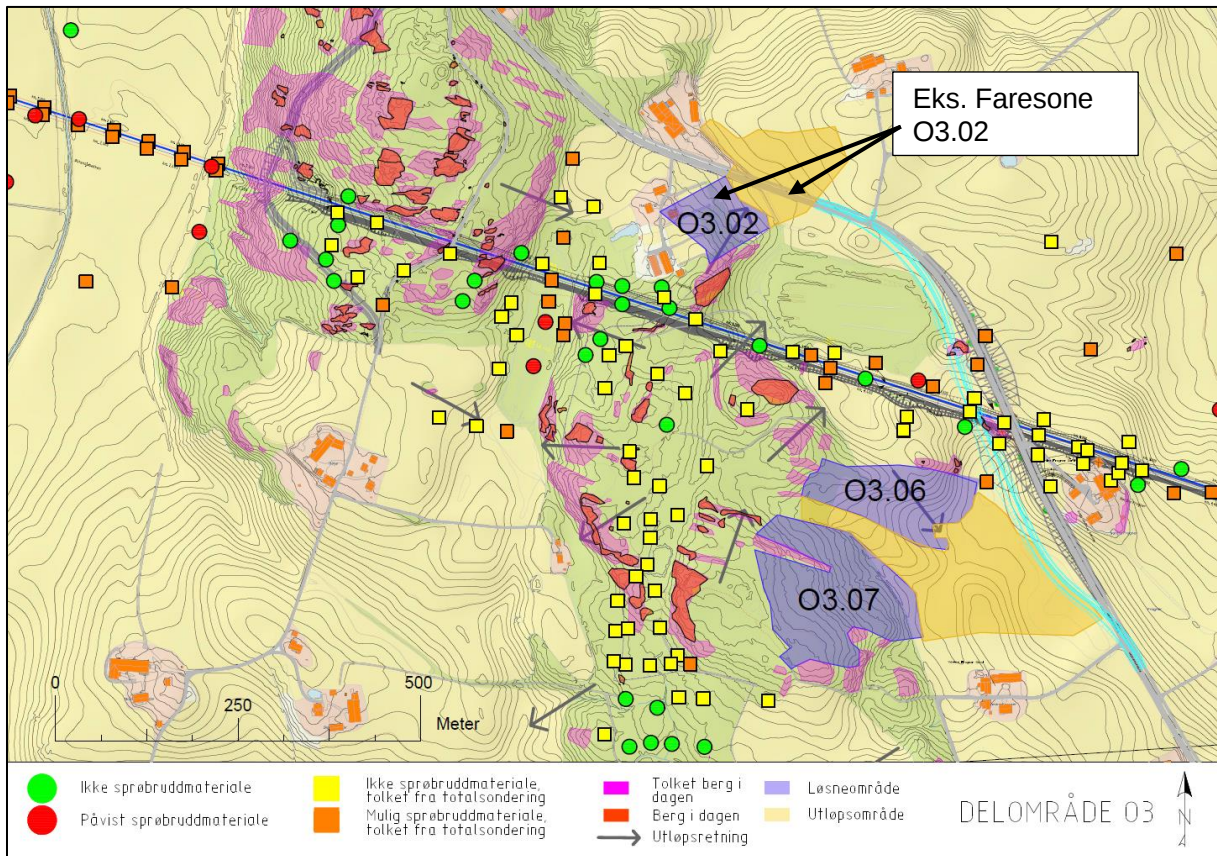 Eks. Faresone
O3.02
O3.02
O3.06
O3.07
0
500
250
Meter
Ikke sprøbruddmateriale
Påvist sprøbruddmateriale
Ikke sprøbruddmateriale,
tolket fra totalsondering
Mulig sprøbruddmateriale,
tolket fra totalsondering
Tolket berg i
dagen
Berg i dagen
Utløpsretning
Løsneområde
Utløpsområde
DELOMRÅDE O3
N